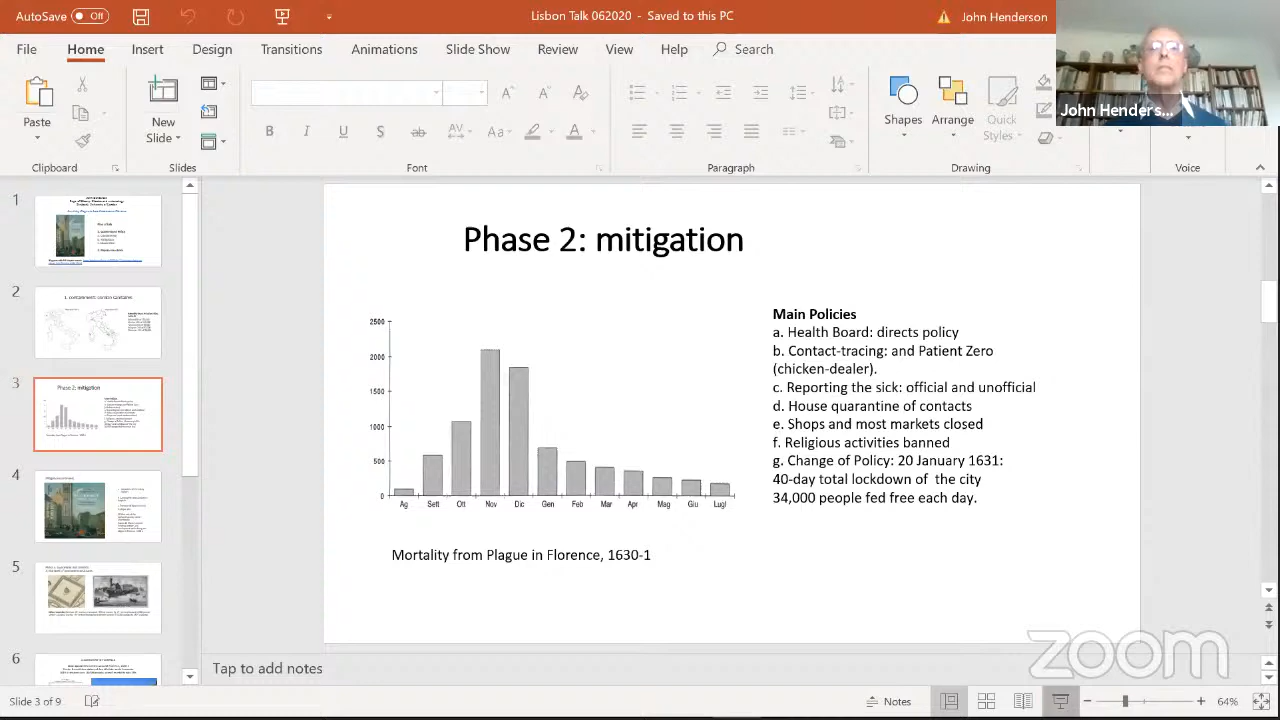 AutoSave Off
Lisbon Talk 062020 - Saved to this PC
John Henderson
File Home Insert Design Transitions Animations Slide Show Review View Help Search
Paste
New
Slide
B I U S ab
Shapes
Arrange
Quick
Styles
Clipboard
Slides
Font
Paragraph
Drawing
Voice
John Henders...
2
3
4
5
6
Phase 2: mitigation
Phase 2: mitigation
2500
2000
1500
1000
500
0
Sett
Nov
Feb
Mar
Apr
Mag
Giu
Lugl
Mortality from Plague in Florence, 1630-1
Main Policies
a. Health Board: directs policy
b. Contact-tracing: and Patient Zero
(chicken-dealer).
c. Reporting the sick: official and unofficial
d. House quarantine of contacts
e. Shops and most markets closed
f. Religious activities banned
g. Change of Policy: 20 January 1631:
40-day total lockdown of the city
34,000 people fed free each day.
zoom
Tap to add notes
Slide 3 of 9
Notes
64%